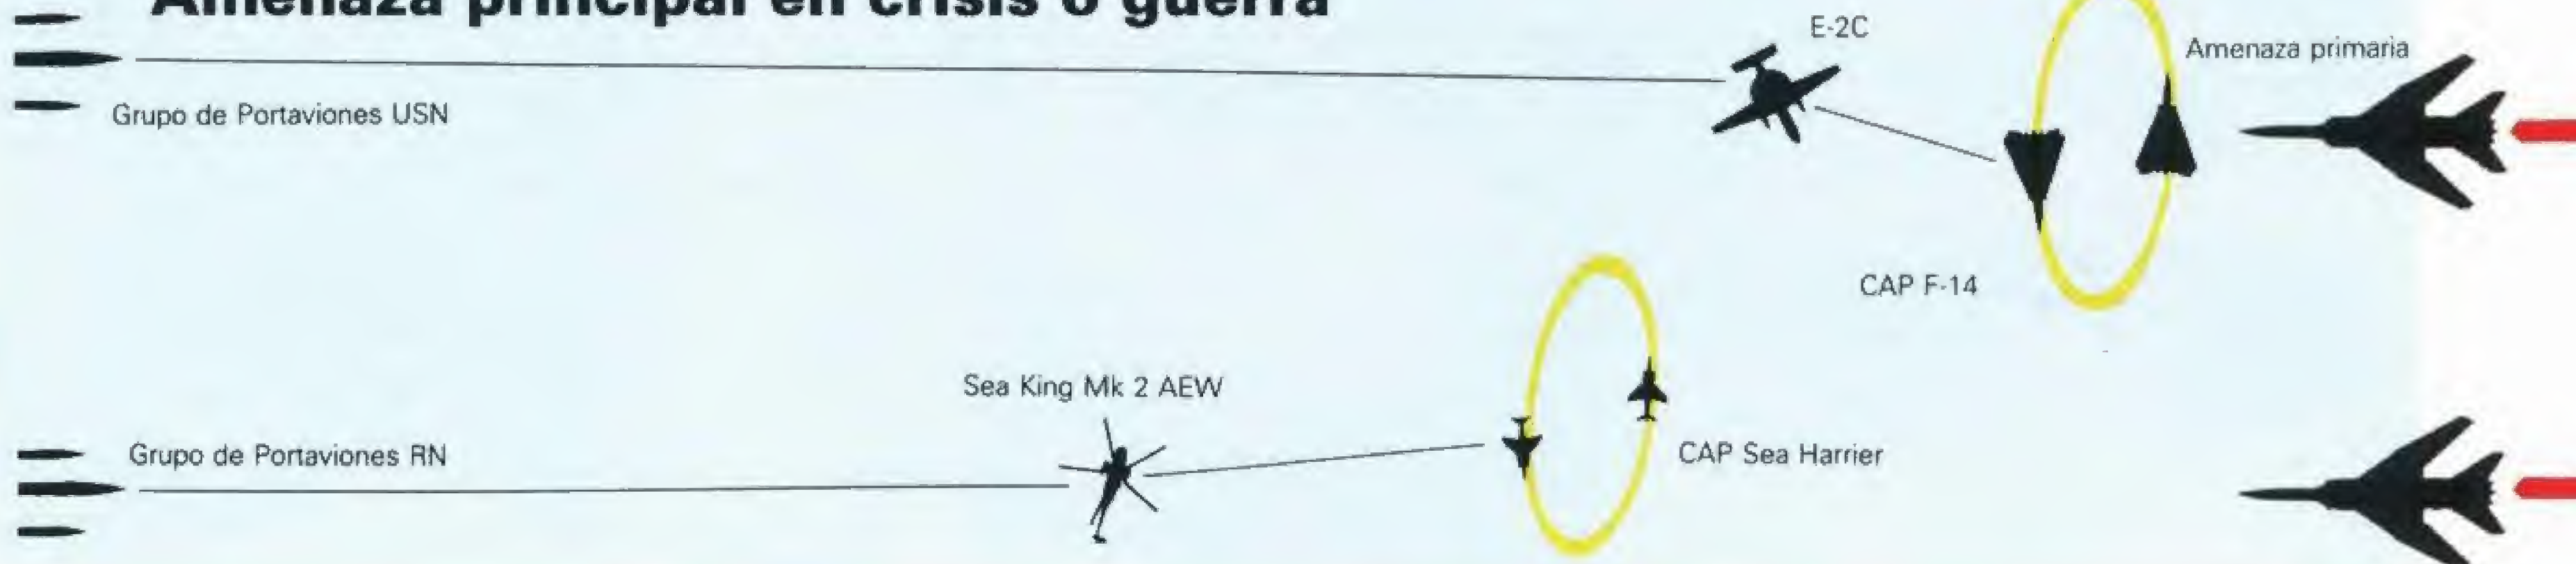 Amenaza principal en crisis o guerra
E-2C
Amenaza primaria
Grupo de Portaviones USN
CAP F-14
Sea King Mk 2 AEW
Grupo de Portaviones RN
CAP Sea Harrier